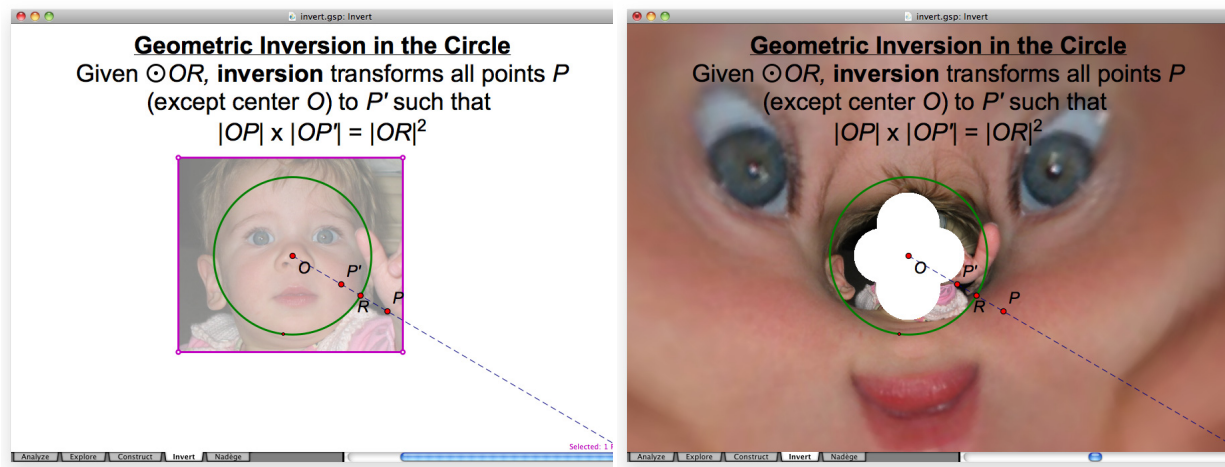 invert.gsp: Invert
Geometric Inversion in the Circle
Given ⊙OR, inversion transforms all points P
(except center O) to P' such that
|OP| x |OP'| = |OR|²
O
P'
R
P
Selected: 1
Analyze Explore Construct Invert Nadège
invert.gsp: Invert
Geometric Inversion in the Circle
Given ⊙OR, inversion transforms all points P
(except center O) to P' such that
|OP| x |OP'| = |OR|²
O
P'
R
P
Analyze Explore Construct Invert Nadège